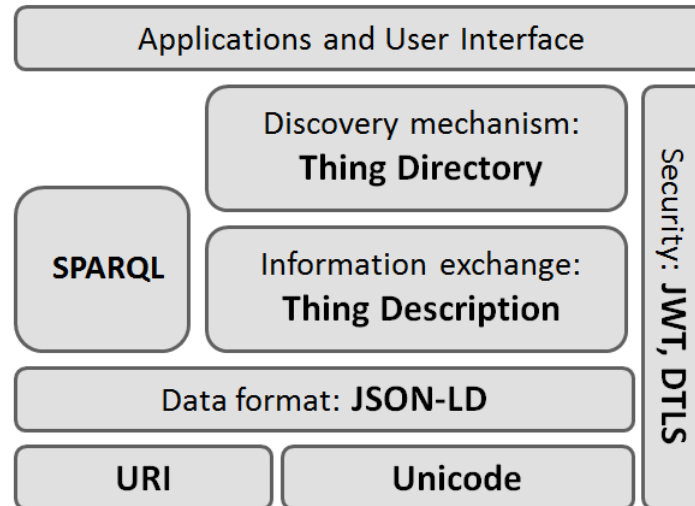 Applications and User Interface
Discovery mechanism:
Thing Directory
SPARQL
Information exchange:
Thing Description
Security: JWT, DTLS
Data format: JSON-LD
URI
Unicode